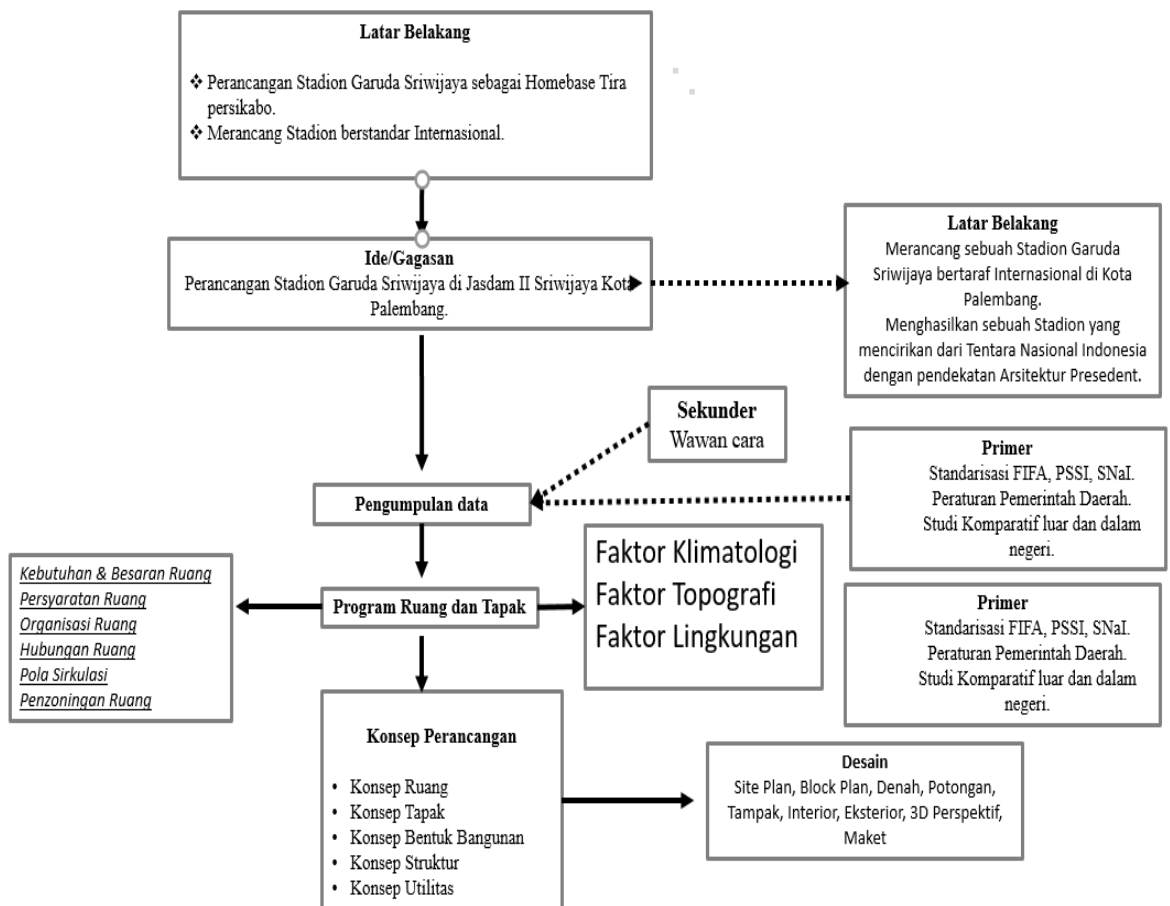 Latar Belakang
❖ Perancangan Stadion Garuda Sriwijaya sebagai Homebase Tira
persikabo.
❖ Merancang Stadion berstandar Internasional.
Ide/Gagasan
Perancangan Stadion Garuda Sriwijaya di Jasdam II Sriwijaya Kota
Palembang.
Latar Belakang
Merancang sebuah Stadion Garuda
Sriwijaya bertaraf Internasional di Kota
Palembang.
Menghasilkan sebuah Stadion yang
mencirikan dari Tentara Nasional Indonesia
dengan pendekatan Arsitektur Presedent.
Sekunder
Wawan cara
Primer
Standarisasi FIFA, PSSI, SNaI.
Peraturan Pemerintah Daerah.
Studi Komparatif luar dan dalam
negeri.
Pengumpulan data
Kebutuhan & Besaran Ruang
Persyaratan Ruang
Organisasi Ruang
Hubungan Ruang
Pola Sirkulasi
Penzoningan Ruang
Program Ruang dan Tapak
Faktor Klimatologi
Faktor Topografi
Faktor Lingkungan
Primer
Standarisasi FIFA, PSSI, SNaI.
Peraturan Pemerintah Daerah.
Studi Komparatif luar dan dalam
negeri.
Konsep Perancangan
• Konsep Ruang
• Konsep Tapak
• Konsep Bentuk Bangunan
• Konsep Struktur
• Konsep Utilitas
Desain
Site Plan, Block Plan, Denah, Potongan,
Tampak, Interior, Eksterior, 3D Perspektif,
Maket